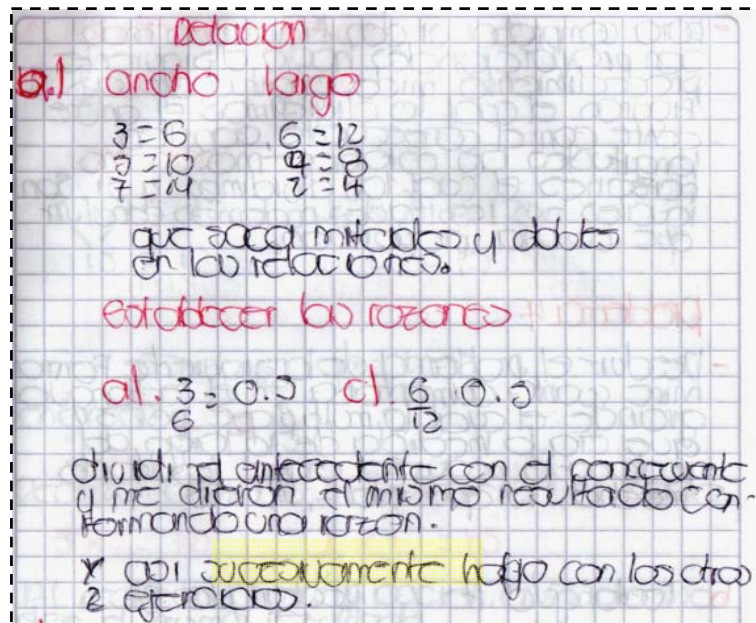 Relacion
a.) ancho largo
3=6 6=12
5=10 4=8
7=14 2=4
que saca mitades y dobles
en las relaciones.
establecer las razones
a). 3/6 = 0.5 c). 6/12 0.5
dividi el antecedente con el concecuente
y me dieron el mismo resultado con-
formando una razon.
Y asi sucesivamente hago con los otros
2 ejercicios.